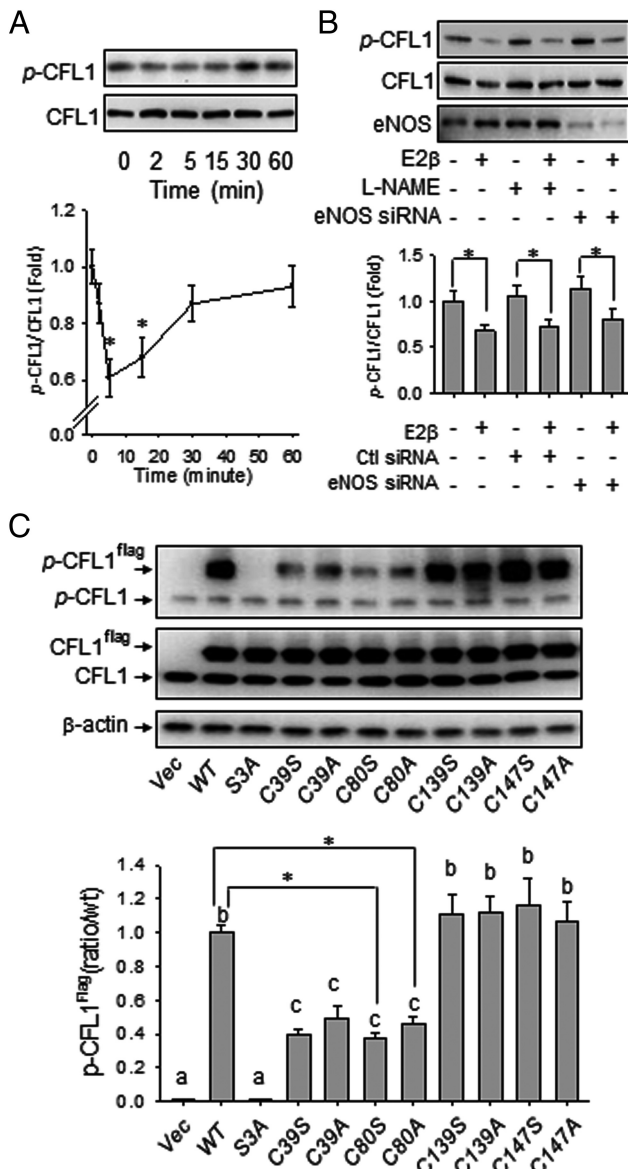 A
p-CFL1
CFL1
0 2 5 15 30 60
Time (min)
p-CFL1/CFL1 (Fold)
1.2
1.0
0.8
0.6
0.0
* *
0 10 20 30 40 50 60
Time (minute)
B
p-CFL1
CFL1
eNOS
E2β - + - + - +
L-NAME - - + + - -
eNOS siRNA - - - - + +
p-CFL1/CFL1 (Fold)
1.5
1.0
0.5
0.0
* * *
E2β - + - + - +
Ctl siRNA - - + + - -
eNOS siRNA - - - - + +
C
p-CFL1flag
p-CFL1
CFL1flag
CFL1
β-actin
Vec WT S3A C39S C39A C80S C80A C139S C139A C147S C147A
p-CFL1Flag(ratio/wt)
1.4
1.2
1.0
0.8
0.6
0.4
0.2
0.0
*
*
a b a c c c c b b b b
Vec WT S3A C39S C39A C80S C80A C139S C139A C147S C147A